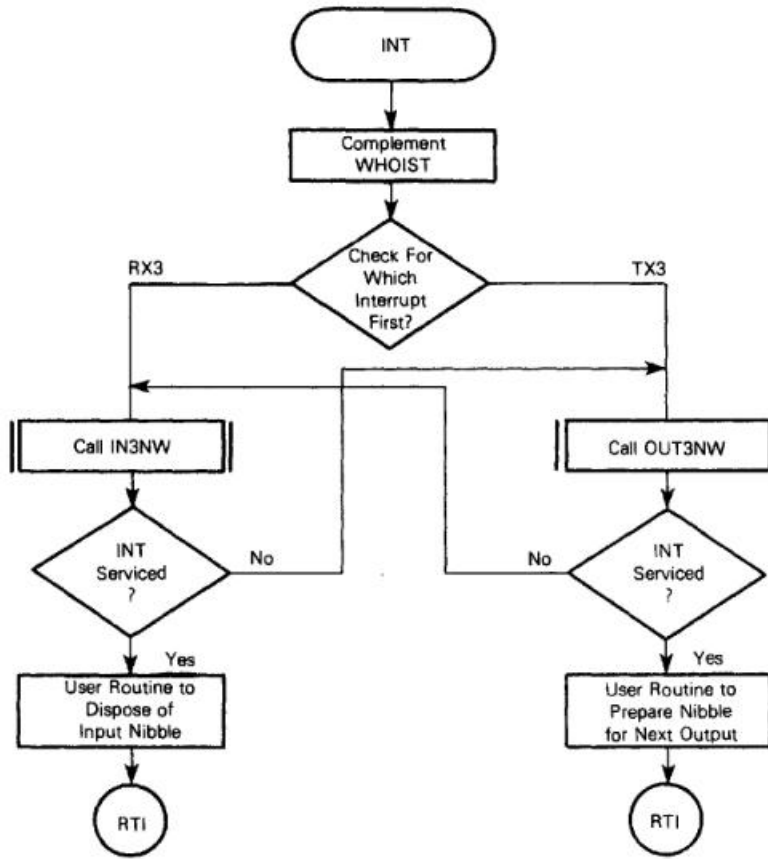 INT
Complement
WHOIST
Check For
Which
Interrupt
First?
RX3
TX3
Call IN3NW
Call OUT3NW
INT
Serviced
?
No
No
INT
Serviced
?
Yes
Yes
User Routine to
Dispose of
Input Nibble
User Routine to
Prepare Nibble
for Next Output
RTI
RTI